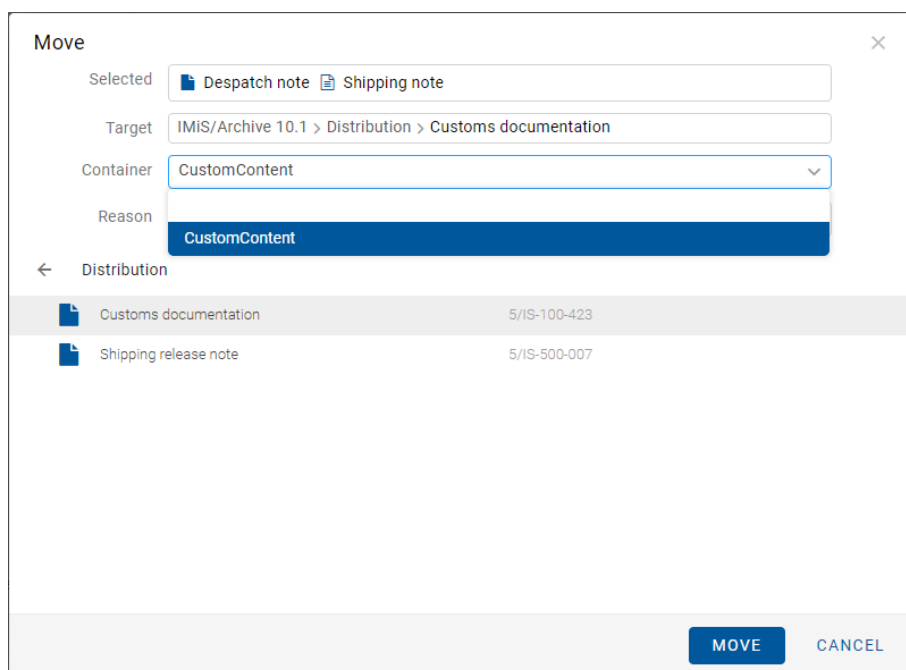 Move
Selected Despatch note Shipping note
Target IMiS/Archive 10.1 > Distribution > Customs documentation
Container CustomContent
Reason
CustomContent
Distribution
Customs documentation 5/IS-100-423
Shipping release note 5/IS-500-007
MOVE CANCEL